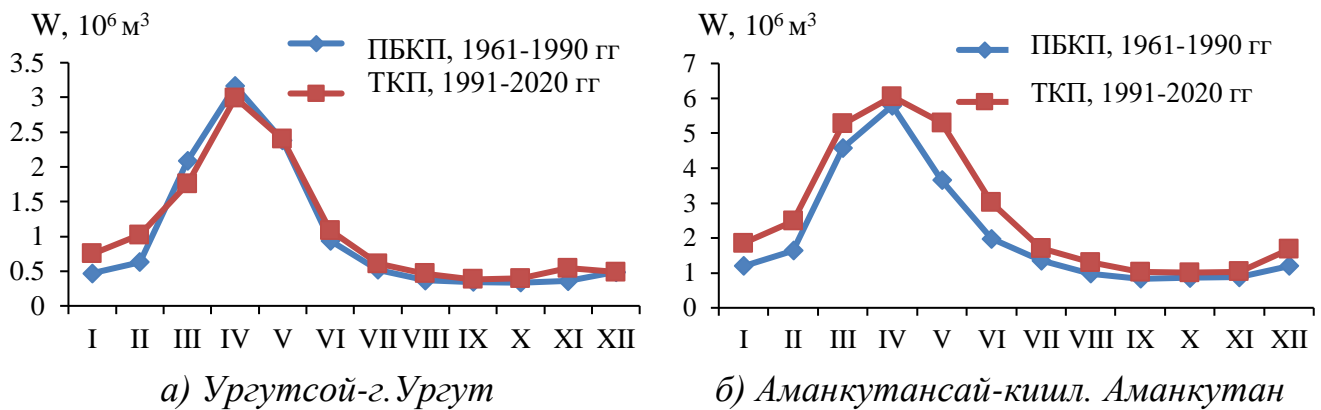 W, 10⁶ м³
ПБКП, 1961-1990 гг
ТКП, 1991-2020 гг
3.5
3
2.5
2
1.5
1
0.5
0
I II III IV V VI VII VIII IX X XI XII
а) Ургутсой-г.Ургут
W, 10⁶ м³
ПБКП, 1961-1990 гг
ТКП, 1991-2020 гг
7
6
5
4
3
2
1
0
I II III IV V VI VII VIII IX X XI XII
б) Аманкутансай-кишл. Аманкутан